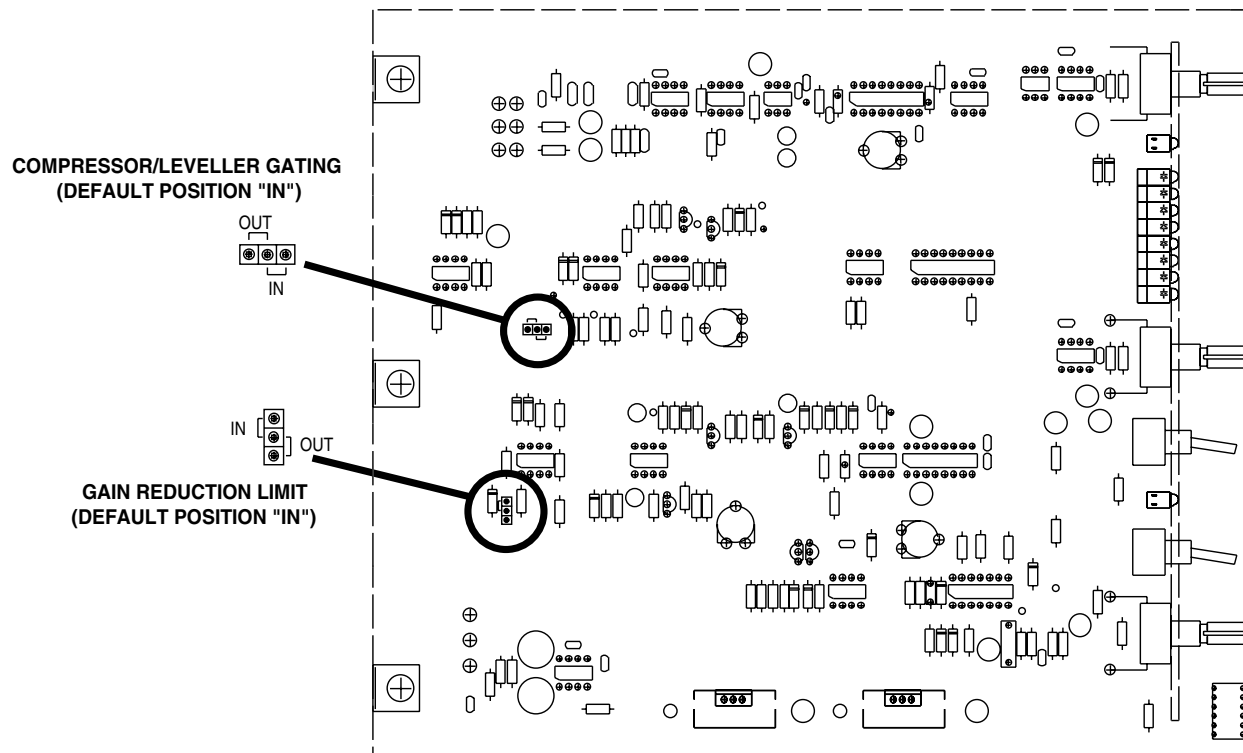 COMPRESSOR/LEVELLER GATING
(DEFAULT POSITION "IN")
OUT
IN
IN
OUT
GAIN REDUCTION LIMIT
(DEFAULT POSITION "IN")